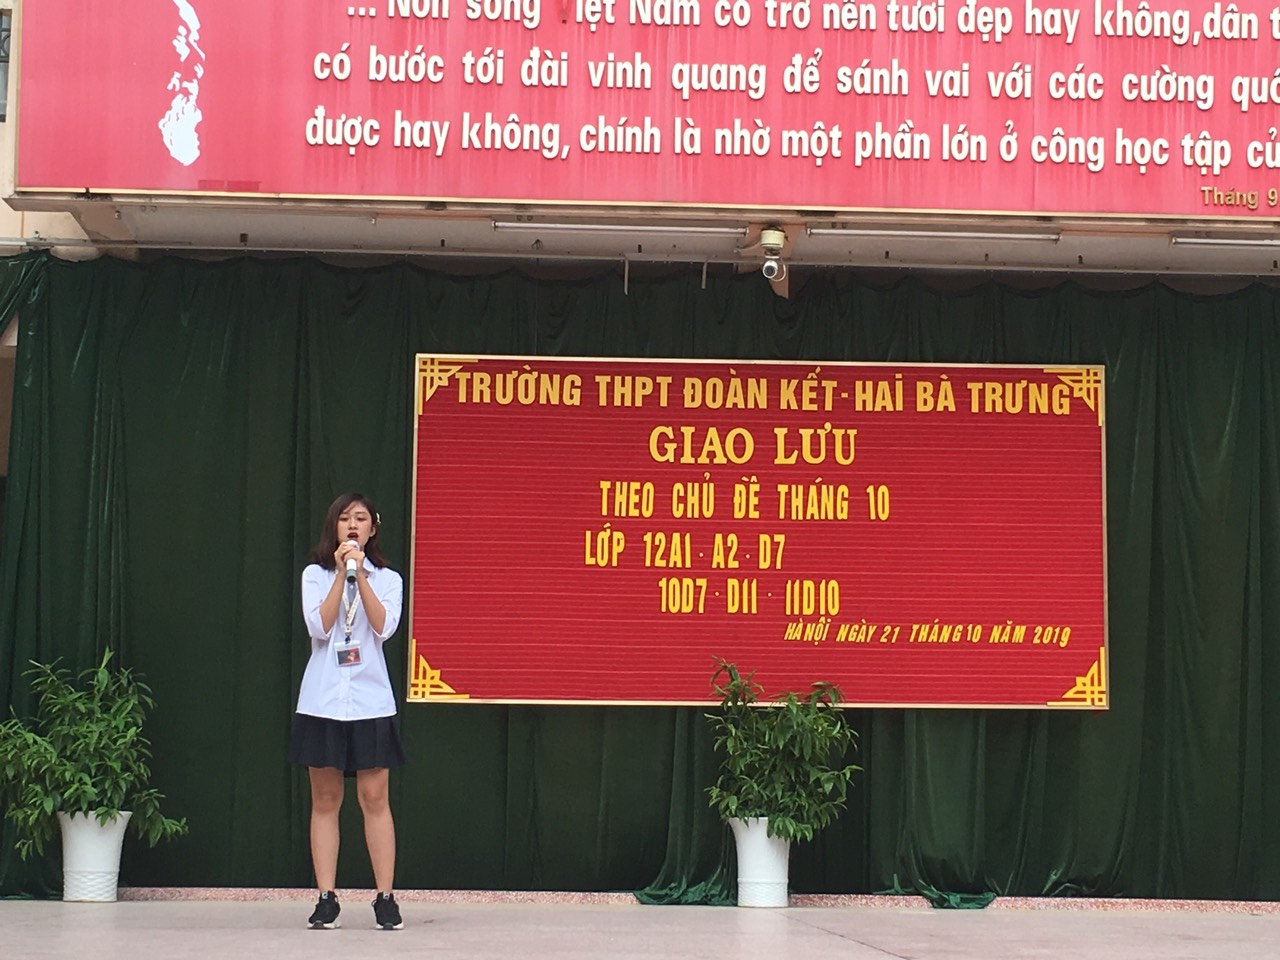 ... Non sông Việt Nam có trở nên tươi đẹp hay không, dân t
có bước tới đài vinh quang để sánh vai với các cường quố
được hay không, chính là nhờ một phần lớn ở công học tập củ
Tháng 9
TRƯỜNG THPT ĐOÀN KẾT - HAI BÀ TRƯNG
GIAO LƯU
THEO CHỦ ĐỀ THÁNG 10
LỚP 12A1 · A2 · D7
10D7 · D11 · 11D10
HÀ NỘI NGÀY 21 THÁNG 10 NĂM 2019